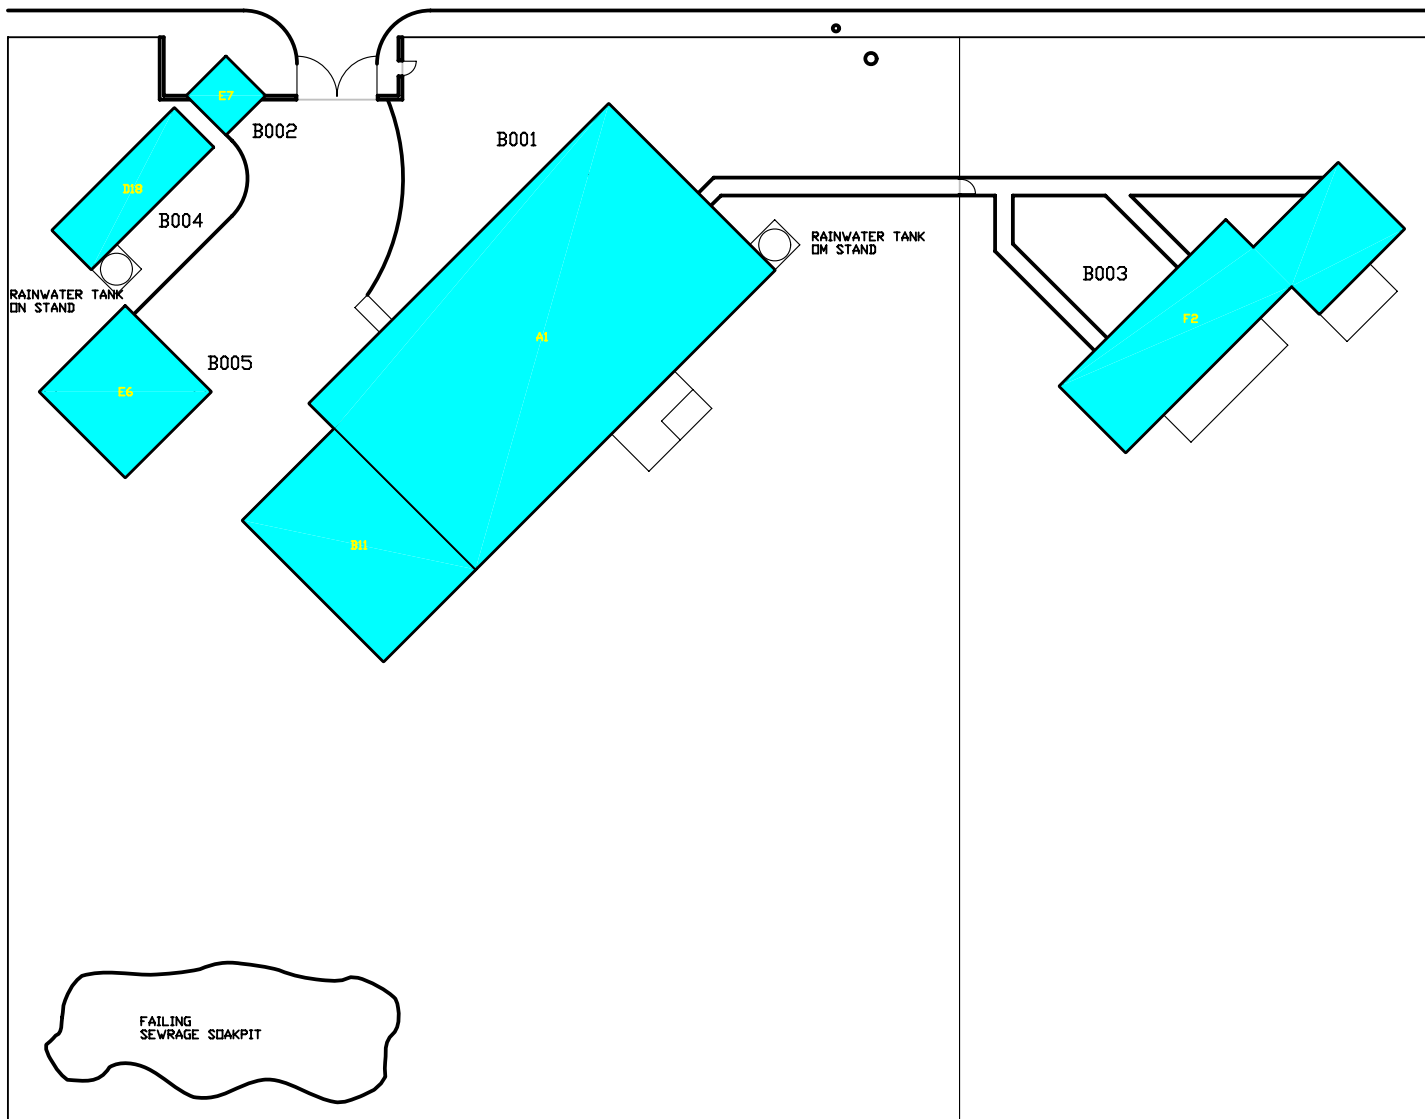 E7
B002
B001
D18
B004
RAINWATER TANK
OM STAND
B003
RAINWATER TANK
ON STAND
F2
A1
B005
E6
B11
FAILING
SEWRAGE SOAKPIT